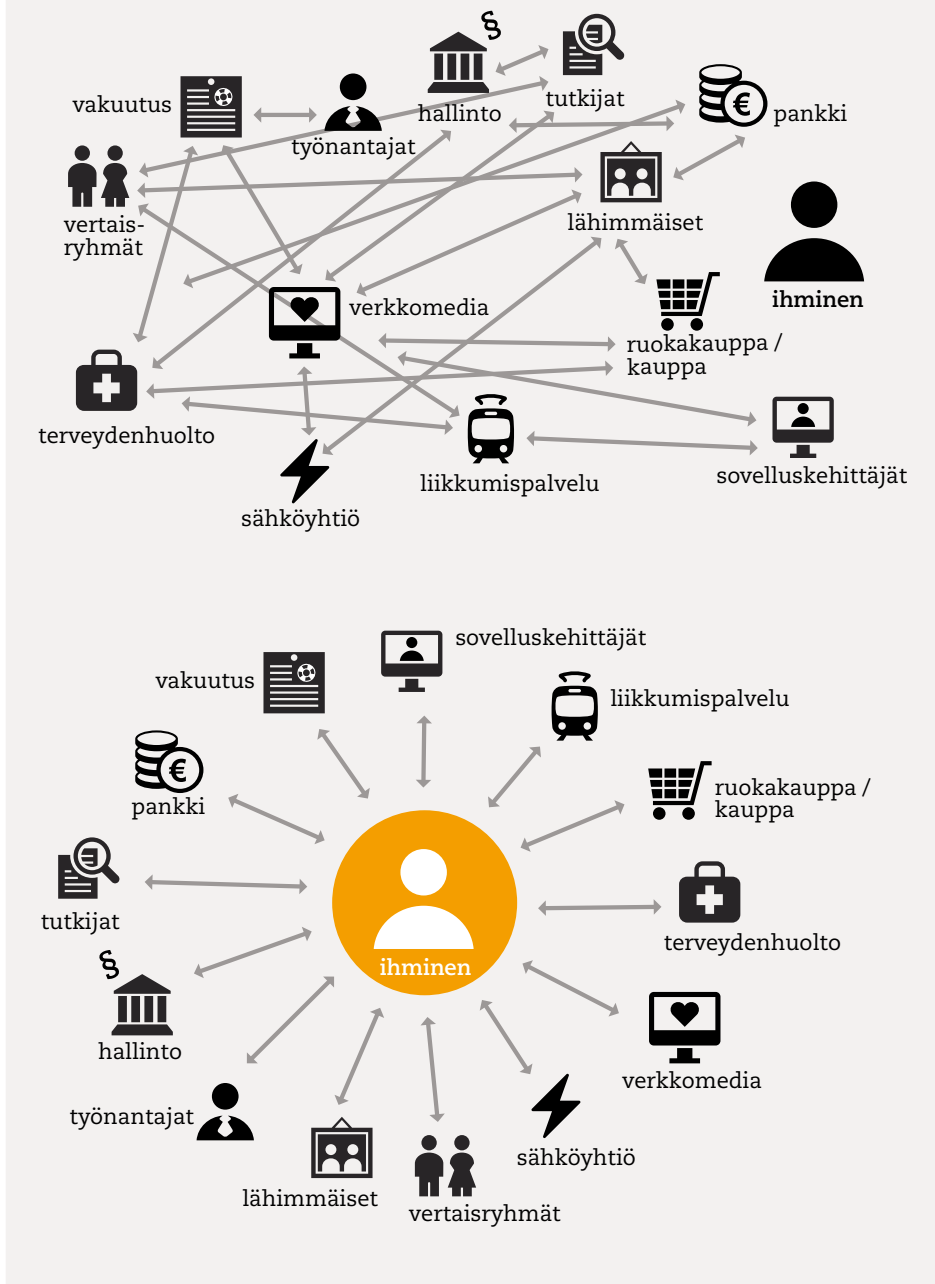 §
vakuutus
työnantajat
hallinto
tutkijat
€
pankki
vertais-
ryhmät
lähimmäiset
ihminen
verkkomedia
ruokakauppa /
kauppa
terveydenhuolto
sähköyhtiö
liikkumispalvelu
sovelluskehittäjät
sovelluskehittäjät
vakuutus
liikkumispalvelu
€
pankki
ruokakauppa /
kauppa
tutkijat
terveydenhuolto
ihminen
§
hallinto
verkkomedia
työnantajat
sähköyhtiö
lähimmäiset
vertaisryhmät